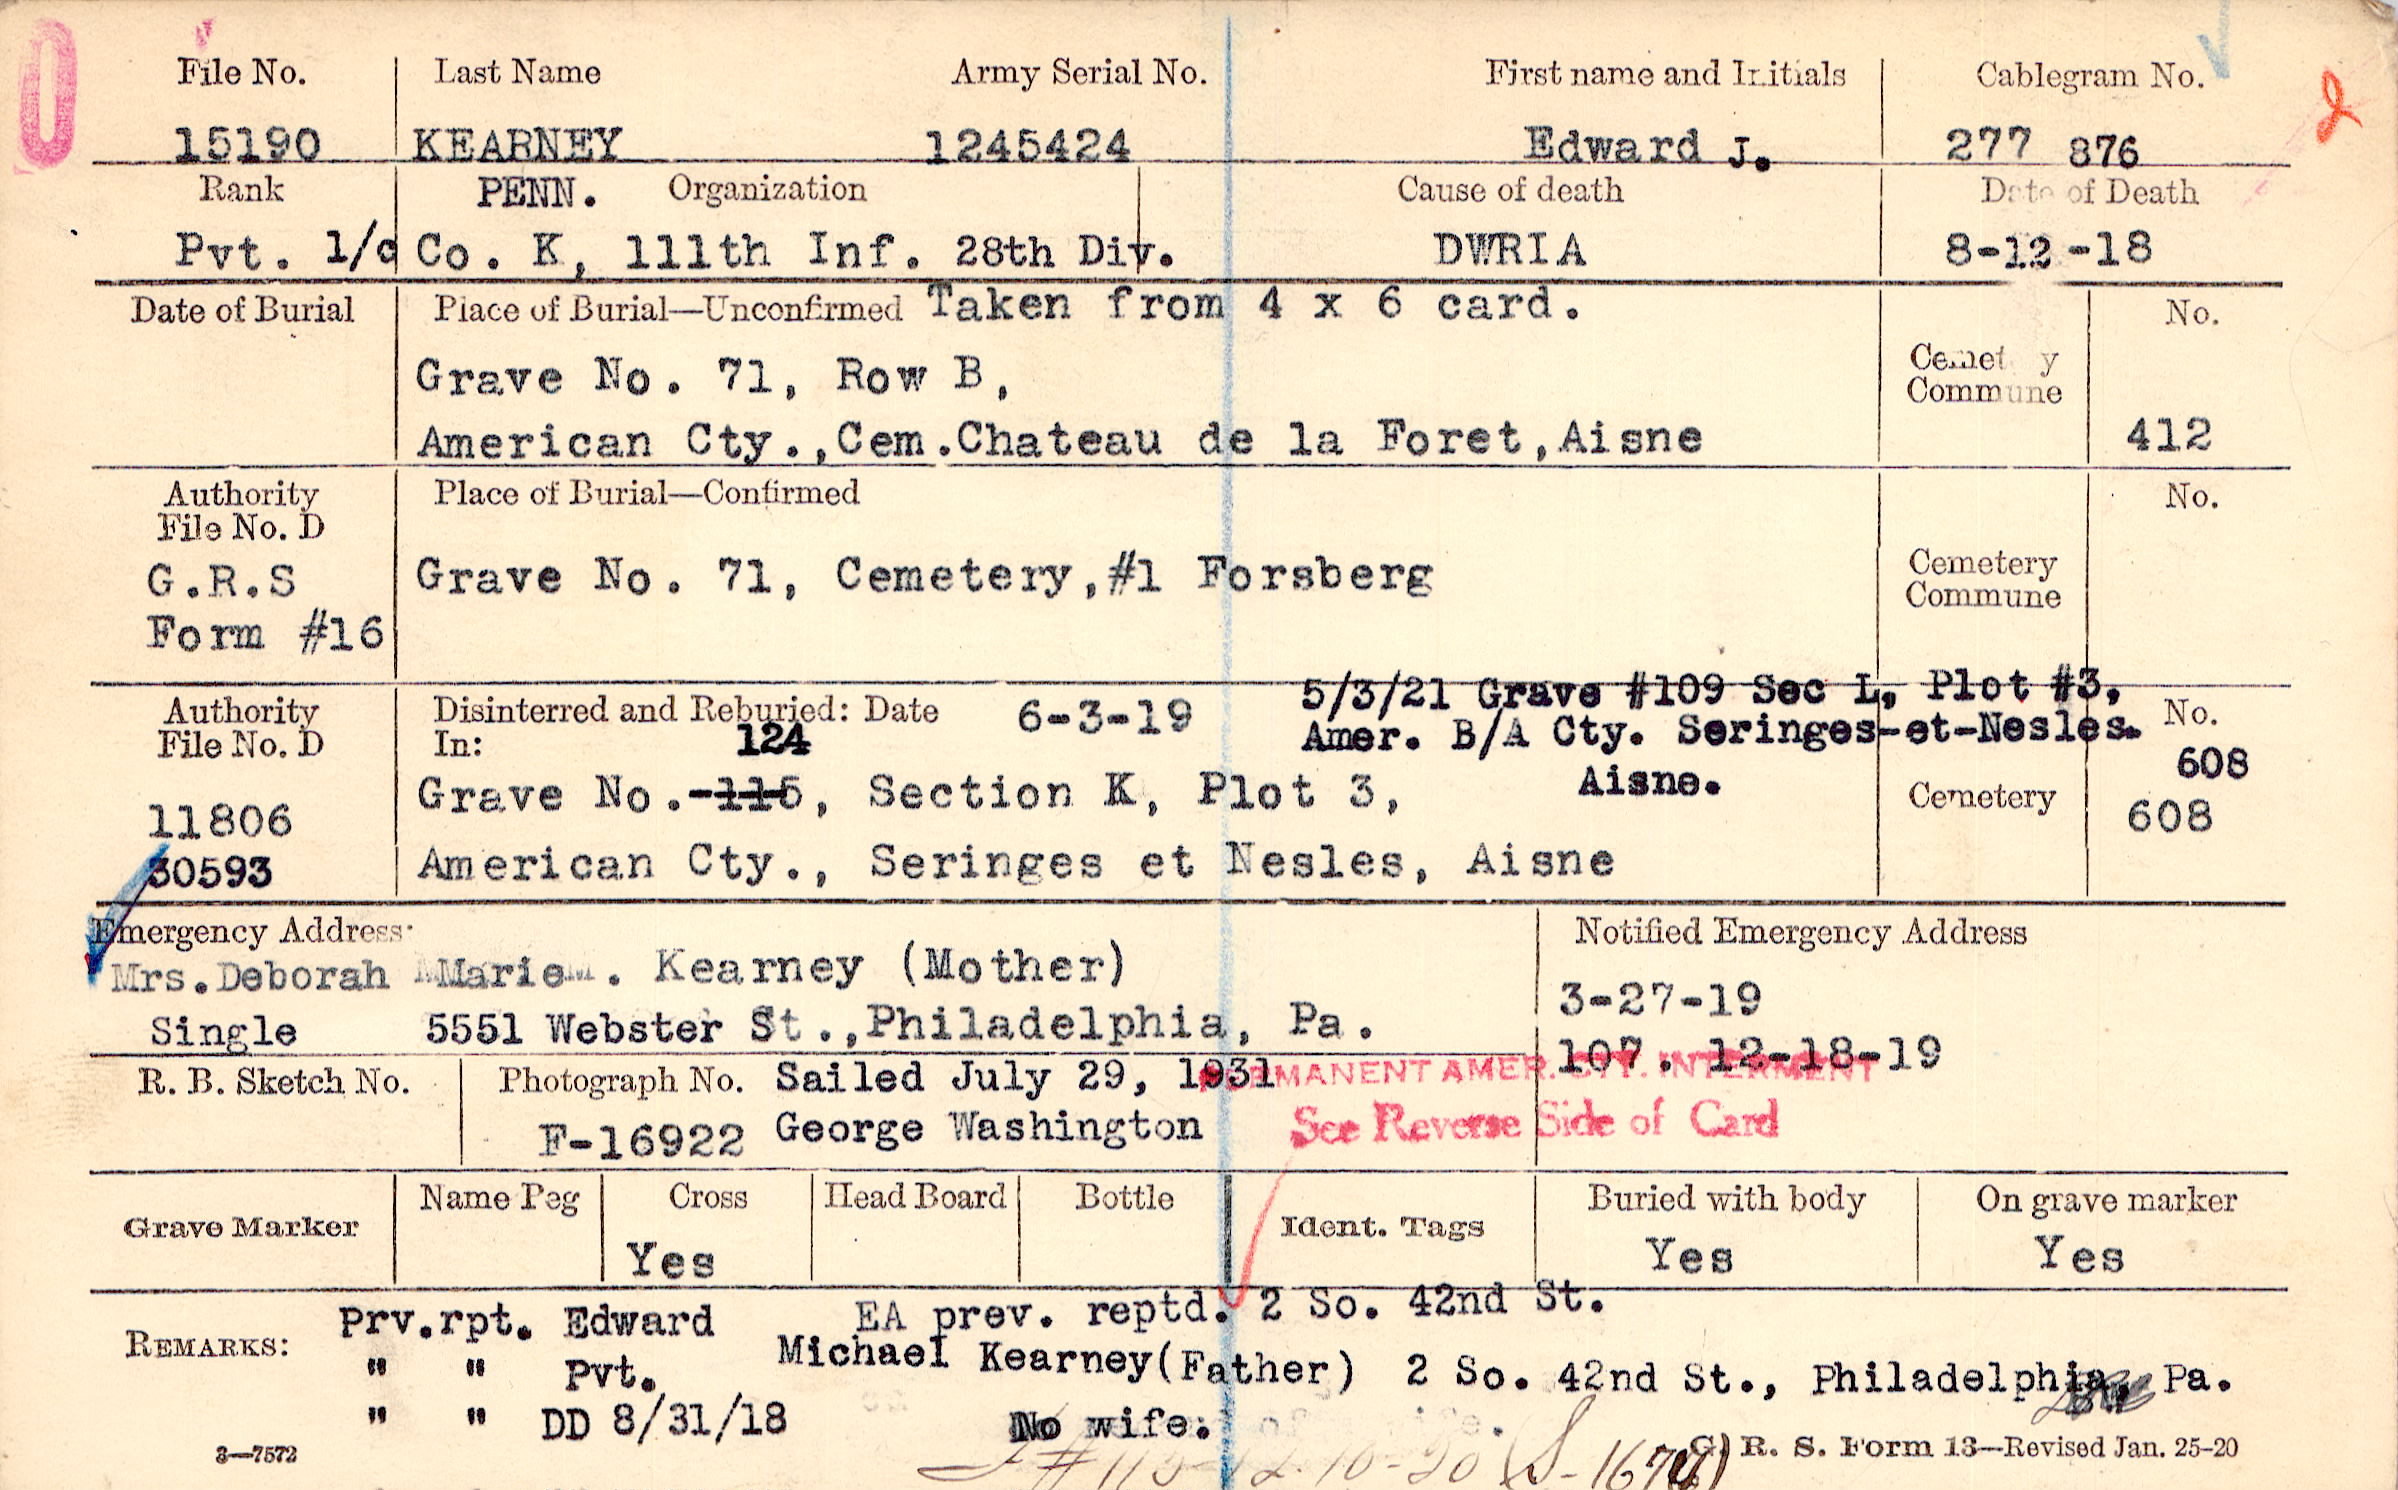 0
File No. Last Name Army Serial No. First name and Initials Cablegram No. 2
15190 KEARNEY 1245424 Edward J. 277 876
Rank PENN. Organization Cause of death Date of Death
Pvt. 1/c Co. K, 111th Inf. 28th Div. DWRIA 8-12-18
Date of Burial Place of Burial—Unconfirmed Taken from 4 x 6 card. No.
Grave No. 71, Row B, Cemetery
Commune
American Cty.,Cem.Chateau de la Foret,Aisne 412
Authority Place of Burial—Confirmed No.
File No. D
G.R.S Grave No. 71, Cemetery,#1 Forsberg Cemetery
Form #16 Commune
5/3/21 Grave #109 Sec L, Plot #3,
Authority Disinterred and Reburied: Date 6-3-19 Amer. B/A Cty. Seringes-et-Nesles. No.
File No. D In: 124 608
Aisne.
11806 Grave No. 115, Section K, Plot 3, Cemetery 608
30593 American Cty., Seringes et Nesles, Aisne
Emergency Address: Notified Emergency Address
Mrs.Deborah Marie M. Kearney (Mother) 3-27-19
Single 5551 Webster St.,Philadelphia, Pa. 107. 12-18-19
R. B. Sketch No. Photograph No. Sailed July 29, 1931 PERMANENT AMER. CTY. INTERMENT
F-16922 George Washington See Reverse Side of Card
Grave Marker Name Peg Cross Head Board Bottle Ident. Tags Buried with body On grave marker
Yes Yes Yes
REMARKS: Prv.rpt. Edward EA prev. reptd. 2 So. 42nd St.
" " Pvt. Michael Kearney(Father) 2 So. 42nd St., Philadelphia, Pa.
" " DD 8/31/18 No wife.
3—7572 G. R. S. Form 13—Revised Jan. 25-20
# 115-12-10-20